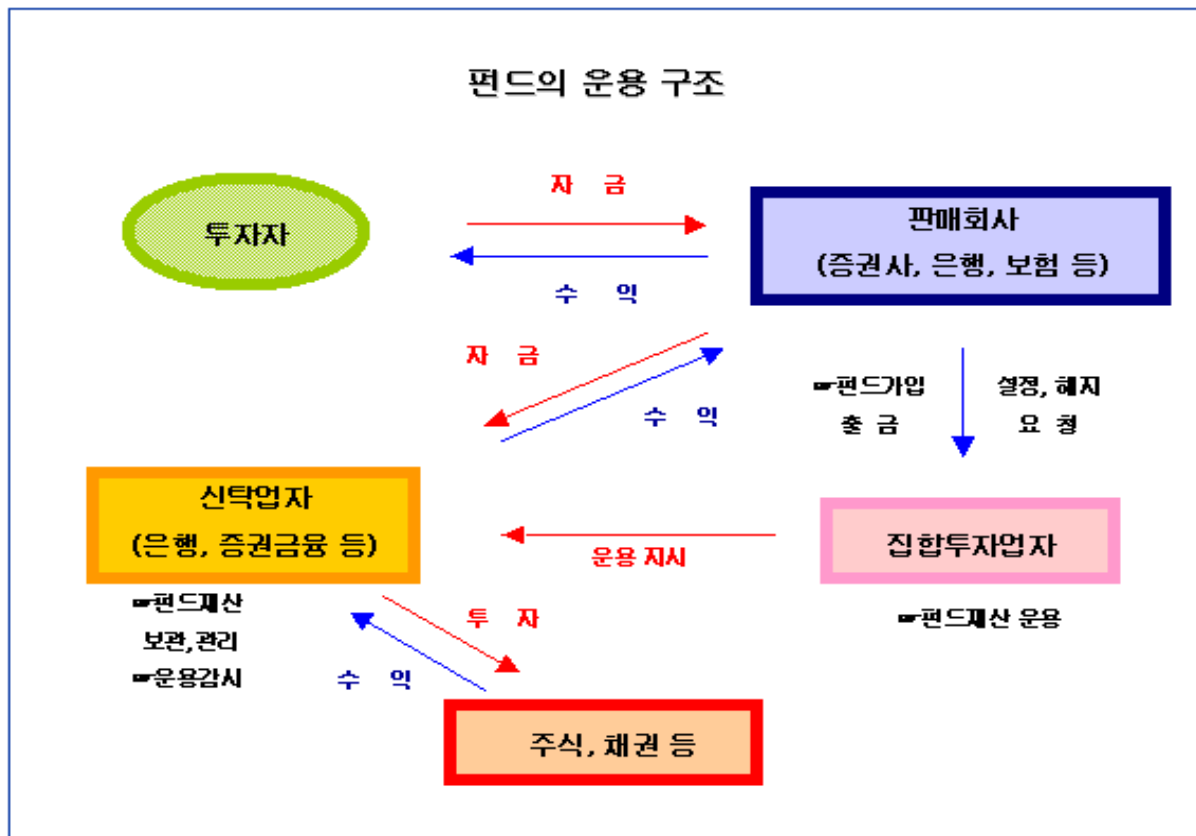 펀드의 운용 구조
자 금
투자자
판매회사
(증권사, 은행, 보험 등)
수 익
자 금
수 익
☞펀드가입
출 금
설정, 해지
요 청
신탁업자
(은행, 증권금융 등)
운용 지시
집합투자업자
☞펀드재산
보관,관리
☞운용감시
투 자
수 익
☞펀드재산 운용
주식, 채권 등